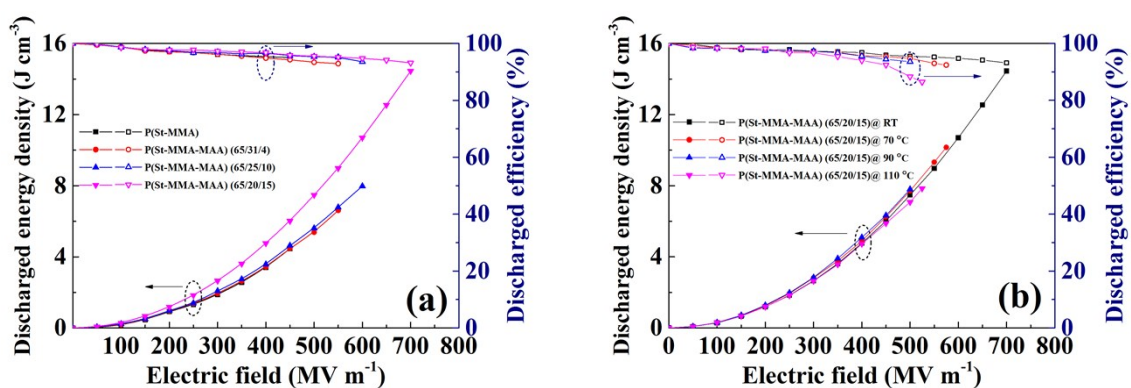 Discharged energy density (J cm-3)
16
12
8
4
0
100 200 300 400 500 600 700 800
Electric field (MV m-1)
100
80
60
40
20
0
Discharged efficiency (%)
P(St-MMA)
P(St-MMA-MAA) (65/31/4)
P(St-MMA-MAA) (65/25/10)
P(St-MMA-MAA) (65/20/15)
(a)
Discharged energy density (J cm-3)
16
12
8
4
0
0 100 200 300 400 500 600 700 800
Electric field (MV m-1)
100
80
60
40
20
0
Discharged efficiency (%)
P(St-MMA-MAA) (65/20/15)@ RT
P(St-MMA-MAA) (65/20/15)@ 70 °C
P(St-MMA-MAA) (65/20/15)@ 90 °C
P(St-MMA-MAA) (65/20/15)@ 110 °C
(b)